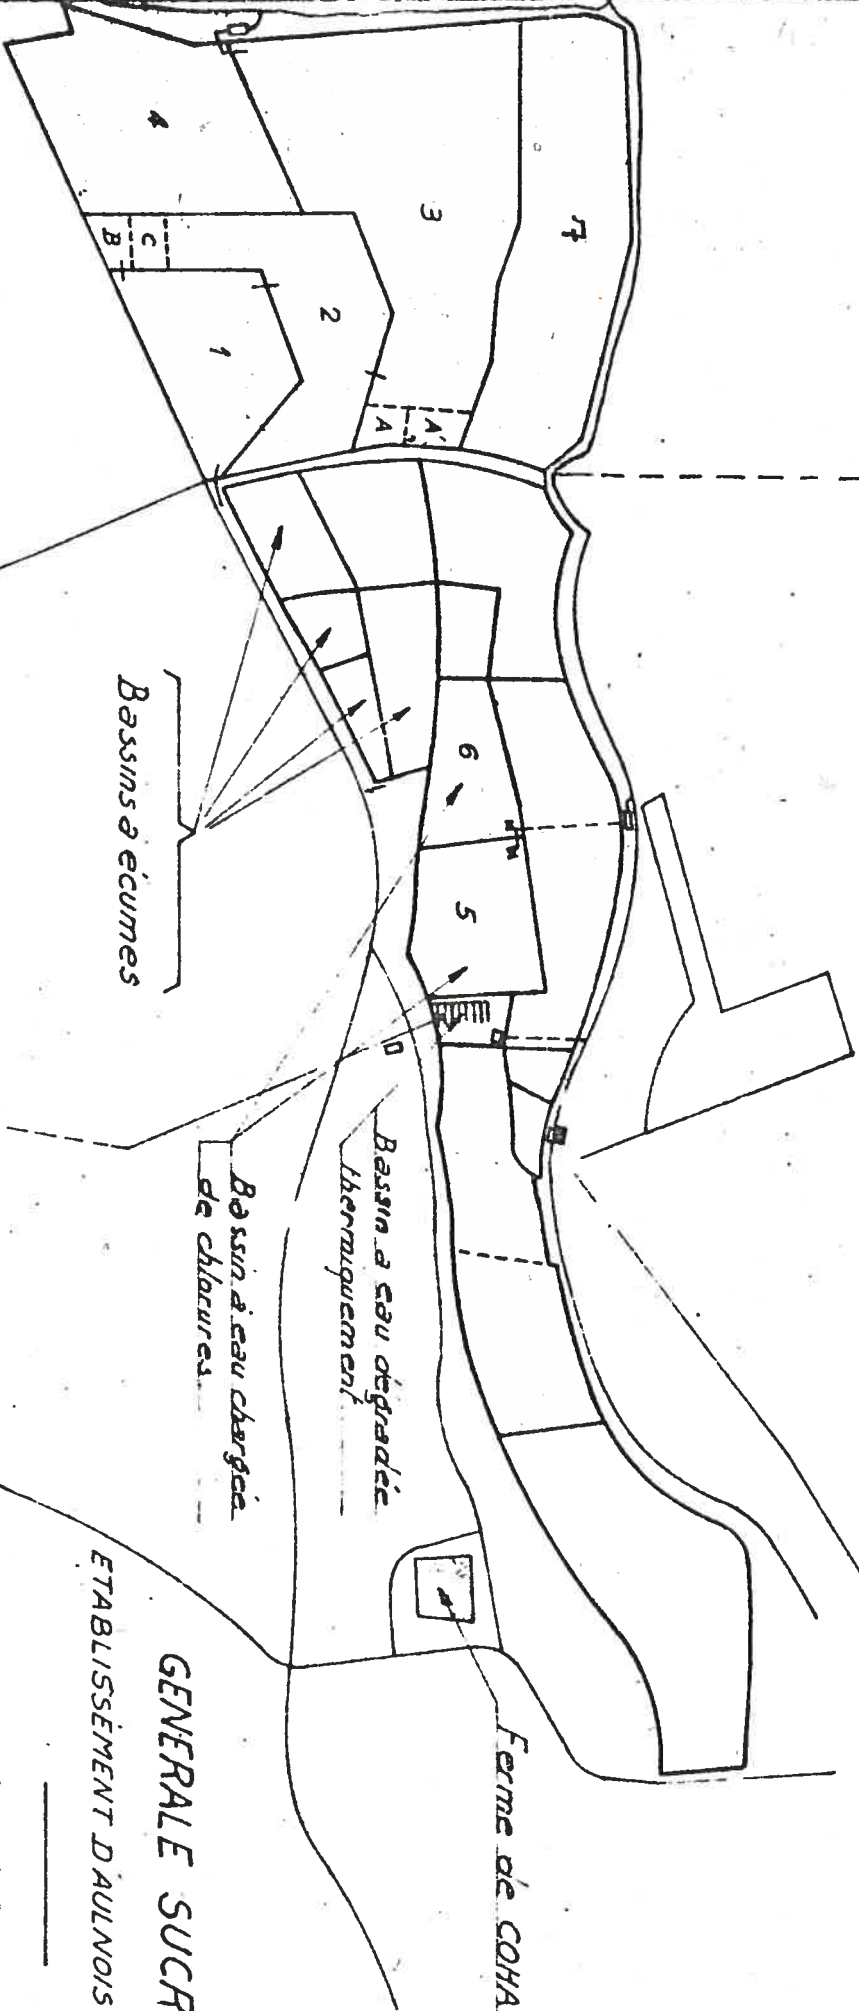 7
3
4
A'
A
2
C
B
1
6
5
Bassins à écumes
Bassin a eau dégradée
thermiquement
Bassin à eau chargée
de chlorures
Ferme de COHA
GENERALE SUCR
ETABLISSEMENT D'AULNOIS